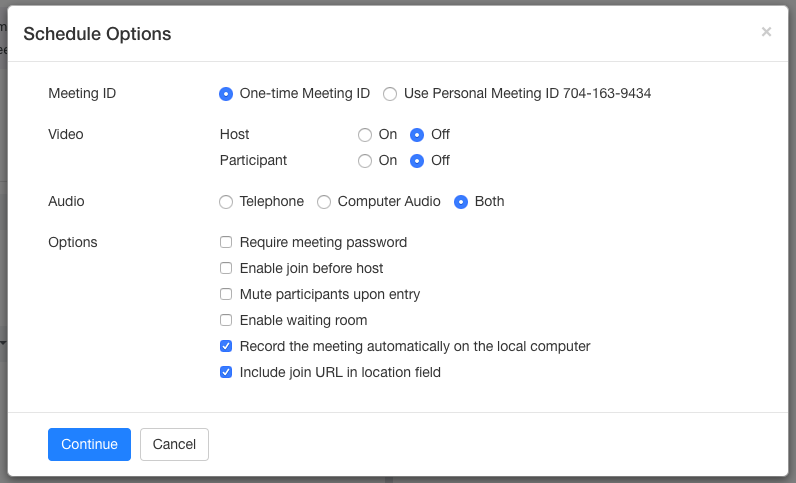 Schedule Options ×
Meeting ID One-time Meeting ID Use Personal Meeting ID 704-163-9434
Video Host On Off
Participant On Off
Audio Telephone Computer Audio Both
Options Require meeting password
Enable join before host
Mute participants upon entry
Enable waiting room
Record the meeting automatically on the local computer
Include join URL in location field
Continue Cancel